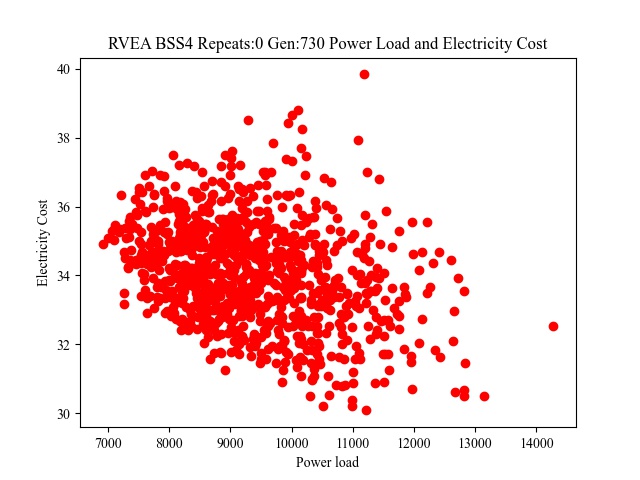 RVEA BSS4 Repeats:0 Gen:730 Power Load and Electricity Cost
40
38
36
34
32
30
Electricity Cost
7000 8000 9000 10000 11000 12000 13000 14000
Power load